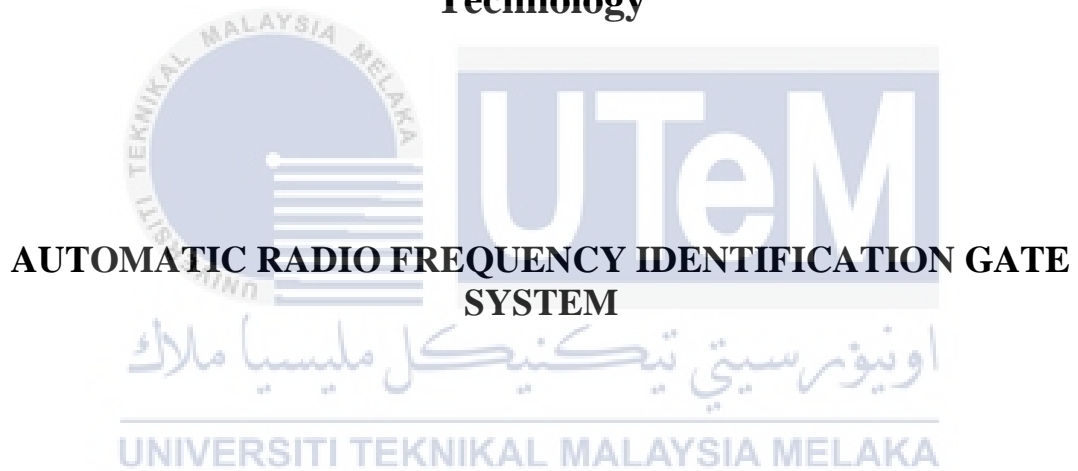 Technology
UNIVERSITI TEKNIKAL MALAYSIA MELAKA
UTeM
AUTOMATIC RADIO FREQUENCY IDENTIFICATION GATE
SYSTEM
اونيۏرسيتي تيكنيكل مليسيا ملاك
UNIVERSITI TEKNIKAL MALAYSIA MELAKA